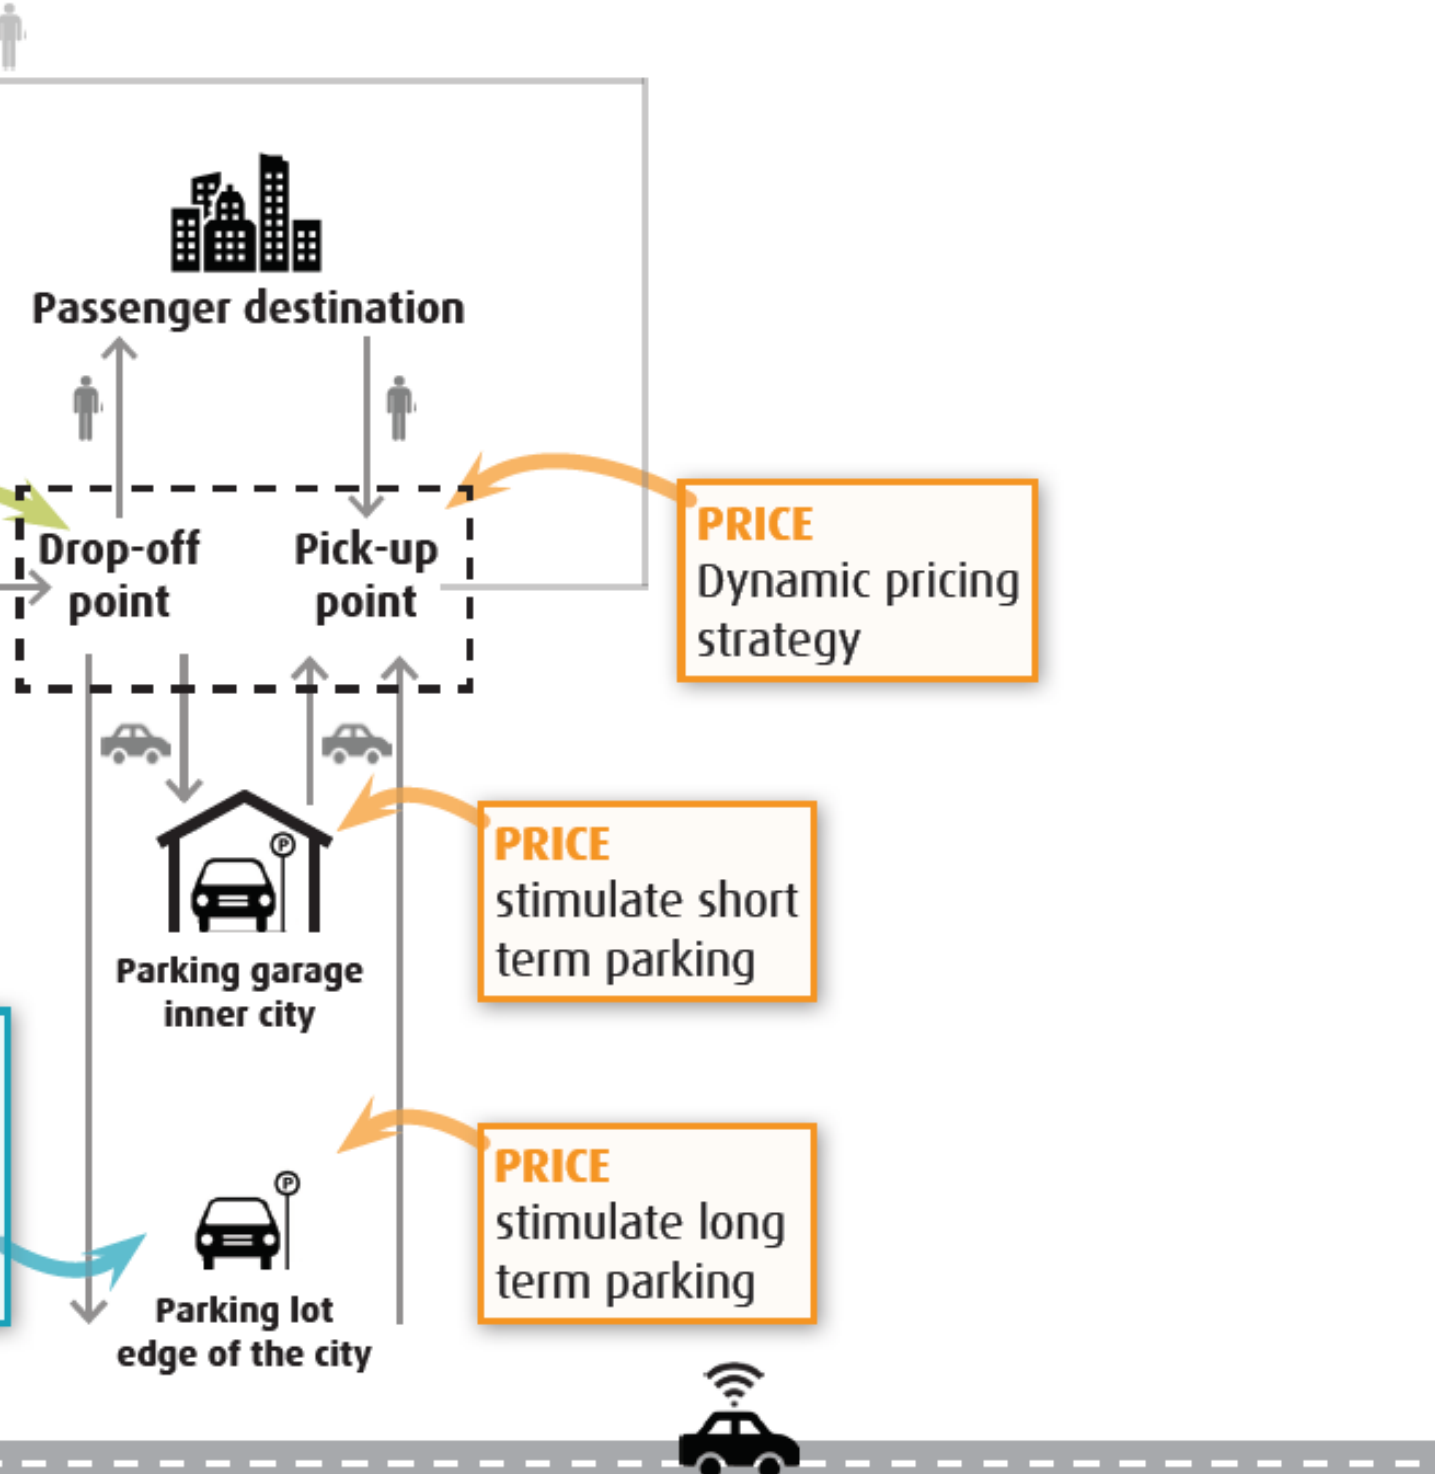 Passenger destination
Drop-off
point
Pick-up
point
PRICE
Dynamic pricing
strategy
P
PRICE
stimulate short
term parking
Parking garage
inner city
P
PRICE
stimulate long
term parking
Parking lot
edge of the city